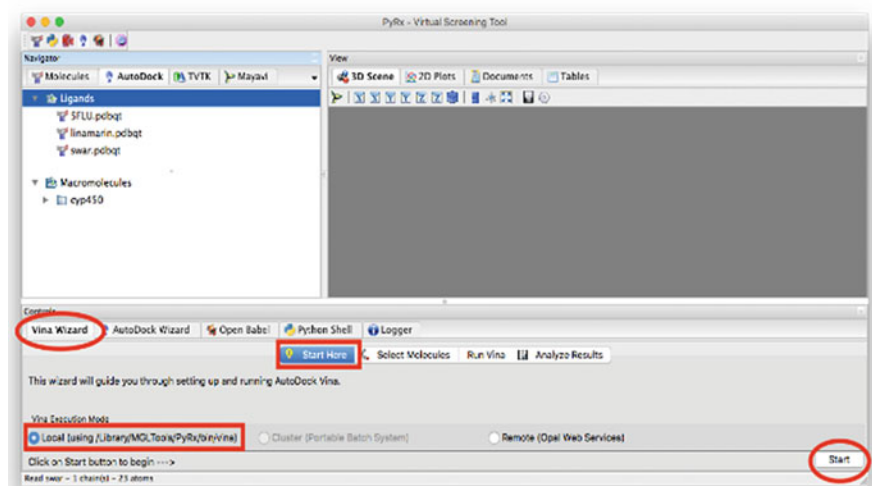 PyRx - Virtual Screening Tool
Navigator
View
Molecules AutoDock TVTK Mayavi
3D Scene 2D Plots Documents Tables
Ligands
5FLU.pdbqt
linamarin.pdbqt
swar.pdbqt
Macromolecules
cyp450
Controls
Vina Wizard AutoDock Wizard Open Babel Python Shell Logger
Start Here Select Molecules Run Vina Analyze Results
This wizard will guide you through setting up and running AutoDock Vina.
Vina Execution Mode
Local (using /Library/MGLTools/PyRx/bin/vina) Cluster (Portable Batch System) Remote (Opal Web Services)
Click on Start button to begin ---> Start
Read swar - 1 chain(s) - 23 atoms